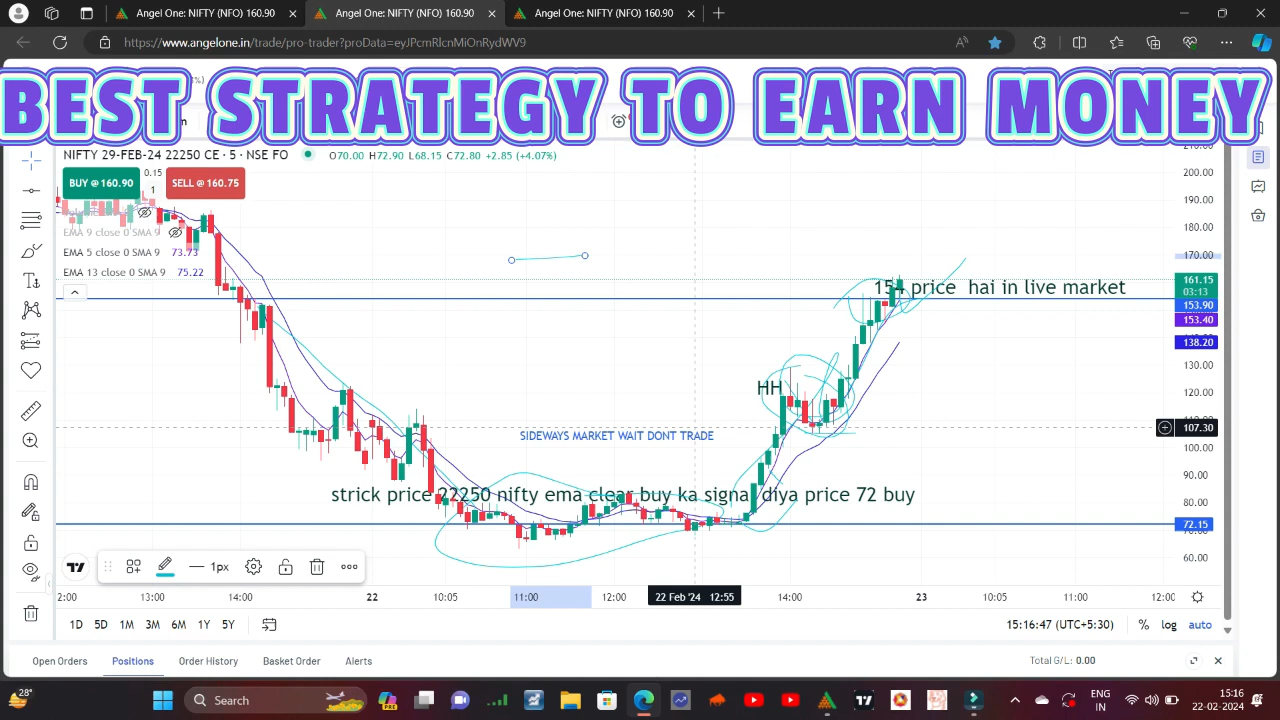 Angel One: NIFTY (NFO) 160.90
Angel One: NIFTY (NFO) 160.90
Angel One: NIFTY (NFO) 160.90
https://www.angelone.in/trade/pro-trader?proData=eyJPcmRlcnMiOnRydWV9
BEST STRATEGY TO EARN MONEY
NIFTY 29-FEB-24 22250 CE · 5 · NSE FO
O70.00 H72.90 L68.15 C72.80 +2.85 (+4.07%)
BUY @ 160.90
0.15
1
SELL @ 160.75
EMA 9 close 0 SMA 9
EMA 5 close 0 SMA 9 73.73
EMA 13 close 0 SMA 9 75.22
200.00
190.00
180.00
170.00
161.15
03:13
153.90
153.40
138.20
130.00
120.00
107.30
100.00
90.00
80.00
72.15
60.00
154 price hai in live market
HH
SIDEWAYS MARKET WAIT DONT TRADE
strick price 22250 nifty ema clear buy ka signal diya price 72 buy
1px
2:00 13:00 14:00 22 10:05 11:00 12:00 22 Feb '24 12:55 14:00 23 10:05 11:00 12:00
1D 5D 1M 3M 6M 1Y 5Y
15:16:47 (UTC+5:30) % log auto
Open Orders Positions Order History Basket Order Alerts
Total G/L: 0.00
28°
Search
PRE
ENG
IN
15:16
22-02-2024